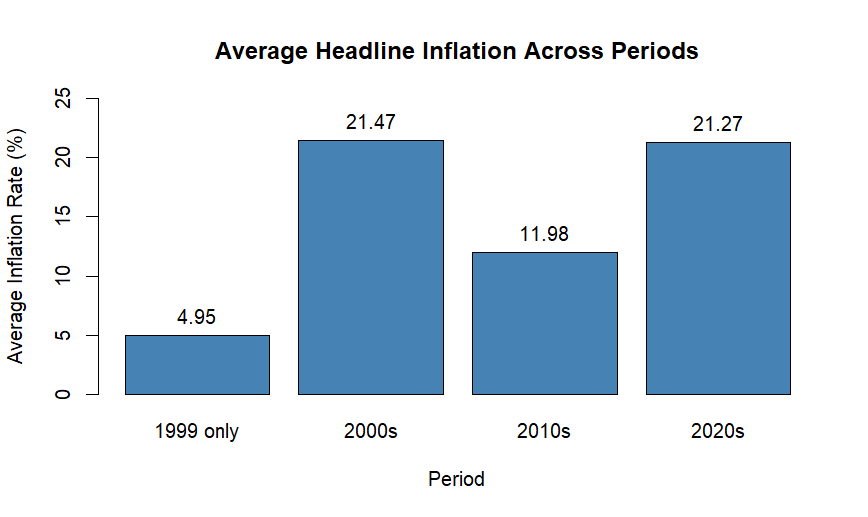 Average Headline Inflation Across Periods
Average Inflation Rate (%)
25
20
15
10
5
0
4.95
21.47
11.98
21.27
1999 only
2000s
2010s
2020s
Period